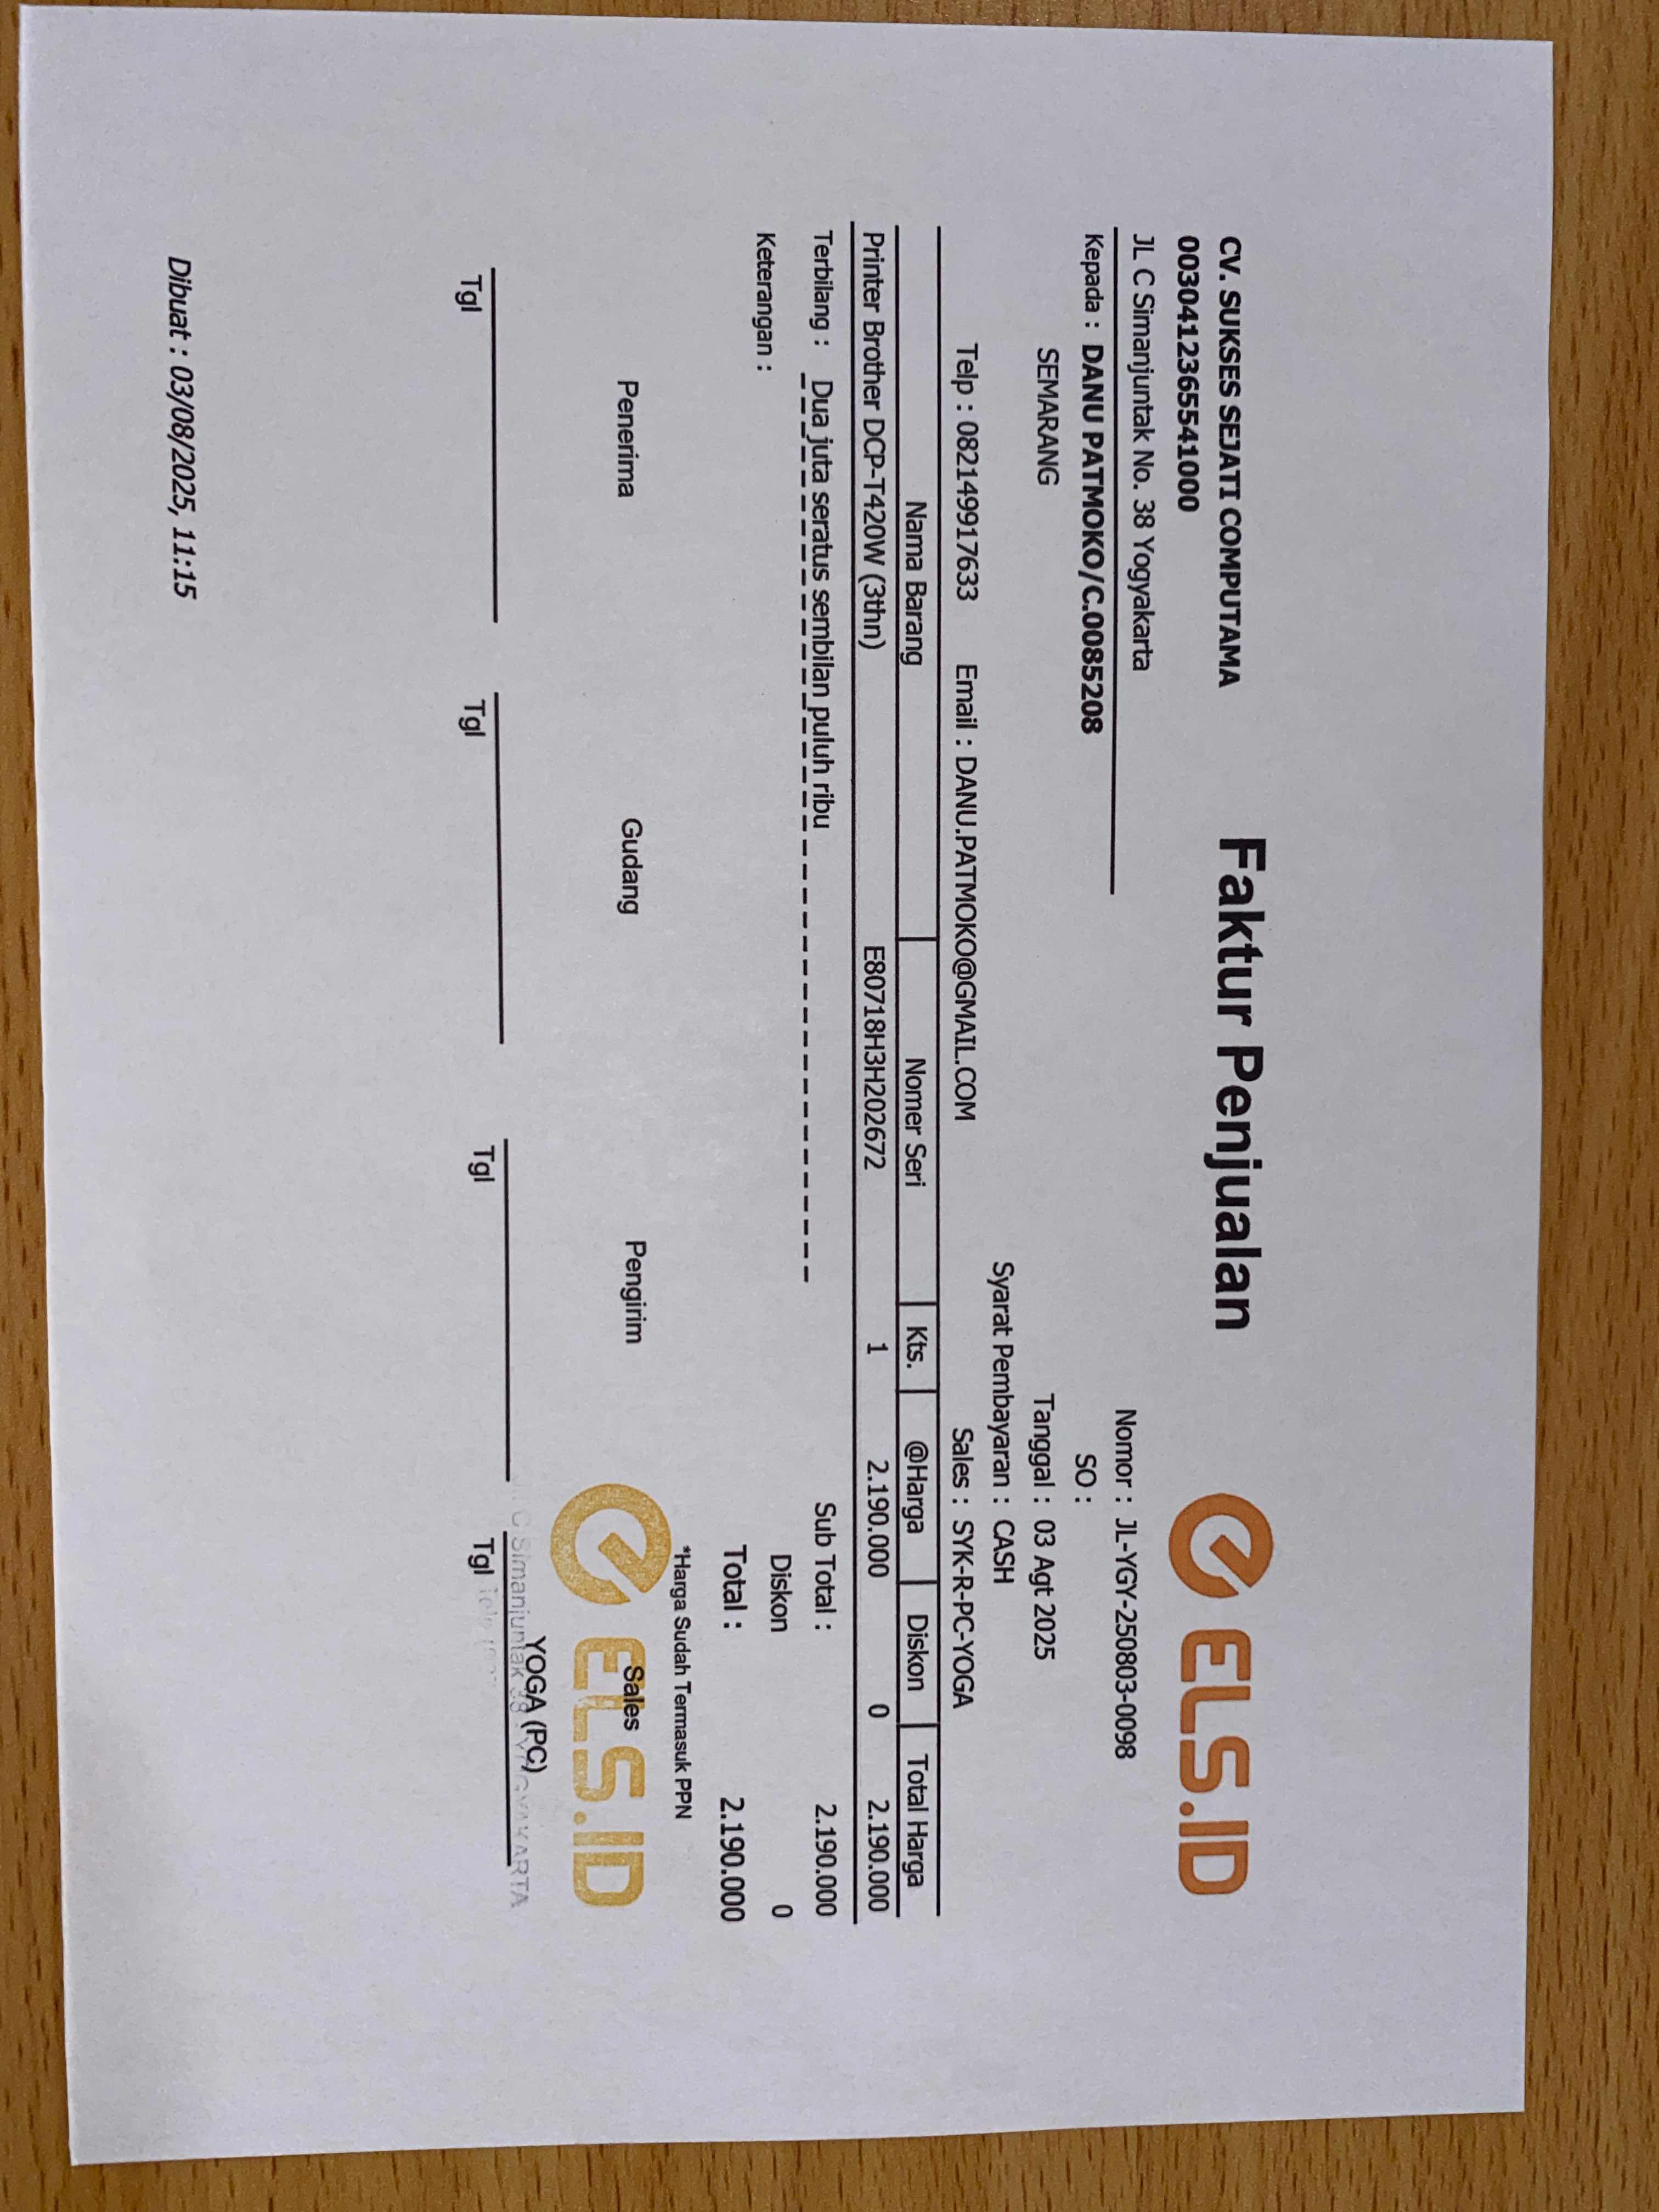 CV. SUKSES SEJATI COMPUTAMA
0030412365541000
JL C Simanjuntak No. 38 Yogyakarta
Faktur Penjualan
ELS.ID
Kepada : DANU PATMOKO/C.0085208
SEMARANG
Telp : 082149917633 Email : DANU.PATMOKO@GMAIL.COM
Nomor : JL-YGY-250803-0098
SO :
Tanggal : 03 Agt 2025
Syarat Pembayaran : CASH
Sales : SYK-R-PC-YOGA
Nama Barang Nomer Seri Kts. @Harga Diskon Total Harga
Printer Brother DCP-T420W (3thn) E80718H3H202672 1 2.190.000 0 2.190.000
Terbilang : Dua juta seratus sembilan puluh ribu
Keterangan :
Sub Total : 2.190.000
Diskon 0
Total : 2.190.000
*Harga Sudah Termasuk PPN
Penerima Gudang Pengirim Sales
ELS.ID
YOGA (PC)
C Simanjuntak 38
Tgl Tgl Tgl Tgl
Dibuat : 03/08/2025, 11:15